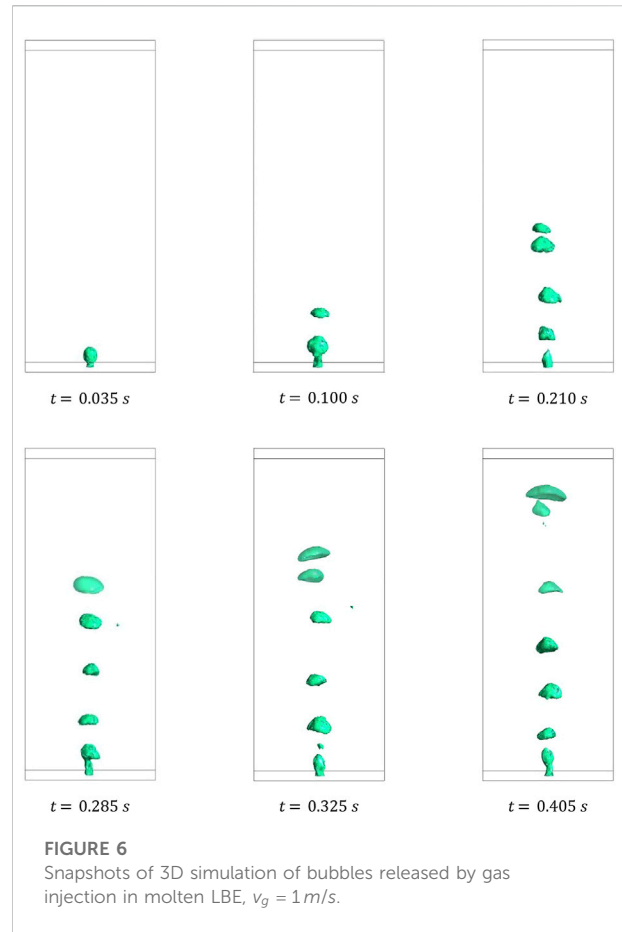 t = 0.035 s
t = 0.100 s
t = 0.210 s
t = 0.285 s
t = 0.325 s
t = 0.405 s
FIGURE 6
Snapshots of 3D simulation of bubbles released by gas
injection in molten LBE, v_g = 1 m/s.